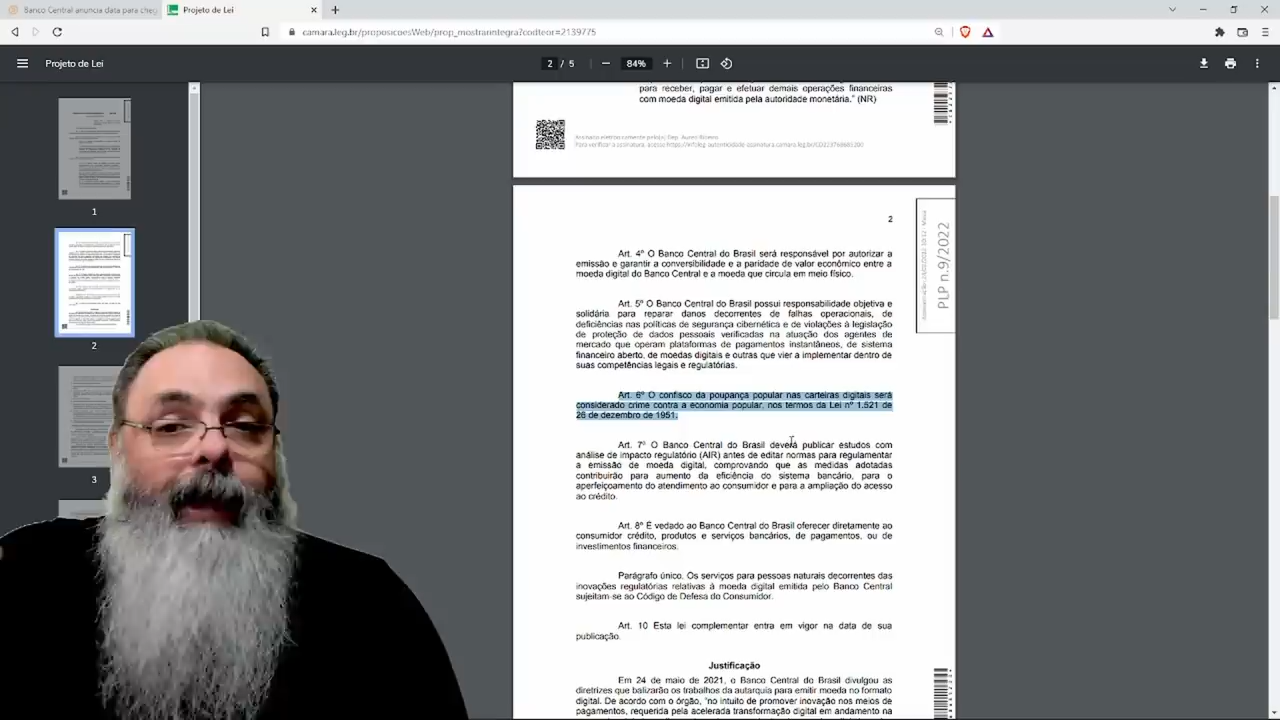 Banco Central anuncia data para cheg
Projeto de Lei
camara.leg.br/proposicoesWeb/prop_mostrarintegra?codteor=2139775
Projeto de Lei
2 / 5
84%
1
2
3
para receber, pagar e efetuar demais operações financeiras
com moeda digital emitida pela autoridade monetária." (NR)
2
PLP n.9/2022
Art. 4º O Banco Central do Brasil será responsável por autorizar a
emissão e garantir a conversibilidade e a paridade de valor econômico entre a
moeda digital do Banco Central e a moeda que circula em meio físico.
Art. 5º O Banco Central do Brasil possui responsabilidade objetiva e
solidária para reparar danos decorrentes de falhas operacionais, de
deficiências nas políticas de segurança cibernética e de violações à legislação
de proteção de dados pessoais verificadas na atuação dos agentes de
mercado que operam plataformas de pagamentos instantâneos, de sistema
financeiro aberto, de moedas digitais e outras que vier a implementar dentro de
suas competências legais e regulatórias.
Art. 6º O confisco da poupança popular nas carteiras digitais será
considerado crime contra a economia popular, nos termos da Lei nº 1.521 de
26 de dezembro de 1951.
Art. 7º O Banco Central do Brasil deverá publicar estudos com
análise de impacto regulatório (AIR) antes de editar normas para regulamentar
a emissão de moeda digital, comprovando que as medidas adotadas
contribuirão para aumento da eficiência do sistema bancário, para o
aperfeiçoamento do atendimento ao consumidor e para a ampliação do acesso
ao crédito.
Art. 8º É vedado ao Banco Central do Brasil oferecer diretamente ao
consumidor crédito, produtos e serviços bancários, de pagamentos, ou de
investimentos financeiros.
Parágrafo único. Os serviços para pessoas naturais decorrentes das
inovações regulatórias relativas à moeda digital emitida pelo Banco Central
sujeitam-se ao Código de Defesa do Consumidor.
Art. 10 Esta lei complementar entra em vigor na data de sua
publicação.
Justificação
Em 24 de maio de 2021, o Banco Central do Brasil divulgou as
diretrizes que balizarão os trabalhos da autarquia para emitir moeda no formato
digital. De acordo com o órgão, "no intuito de promover inovação nos meios de
pagamentos, requerida pela acelerada transformação digital em andamento na